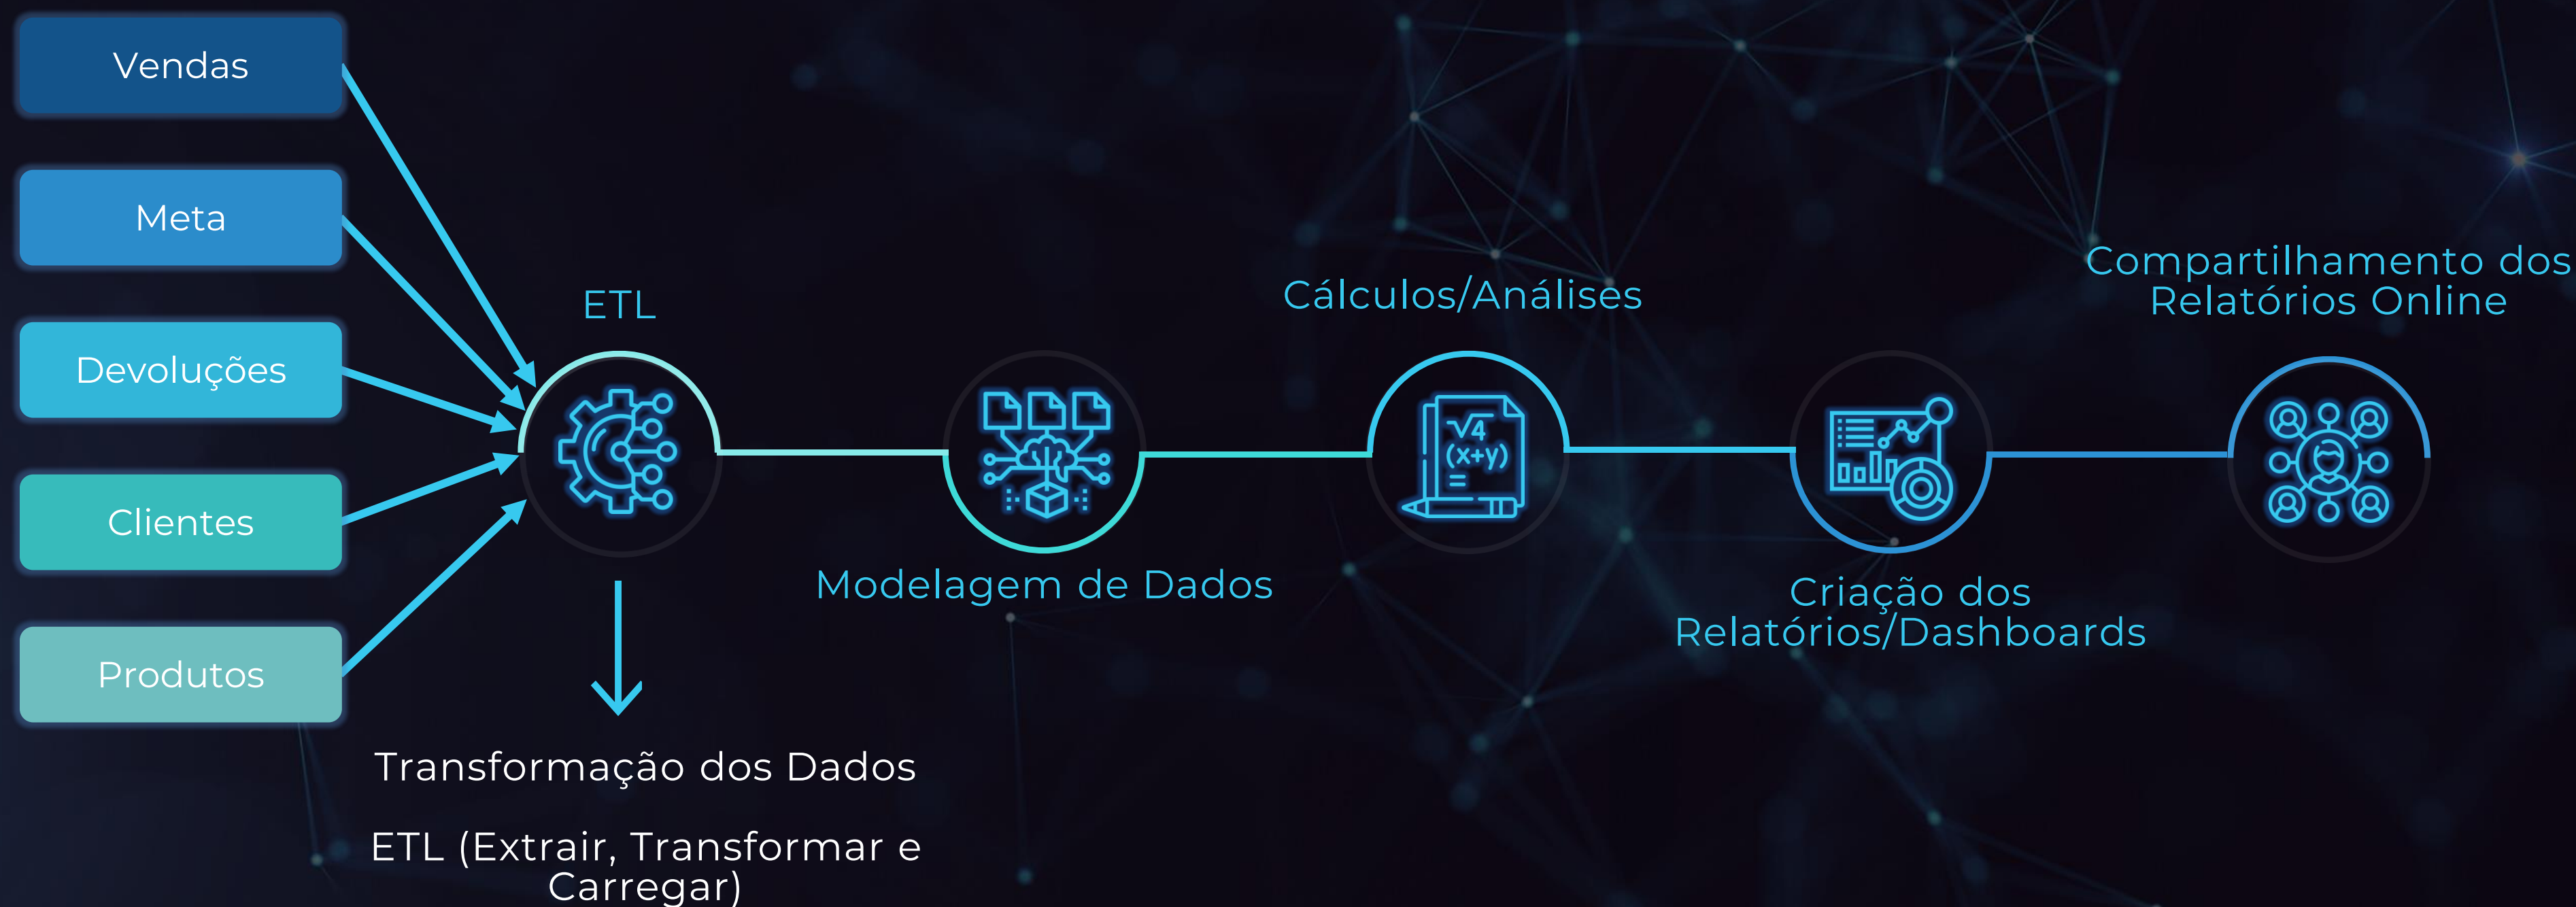 Vendas
Meta
Devoluções
Clientes
Produtos
ETL
Transformação dos Dados
ETL (Extrair, Transformar e
Carregar)
Modelagem de Dados
Cálculos/Análises
√4
(x+y)
=
Criação dos
Relatórios/Dashboards
Compartilhamento dos
Relatórios Online